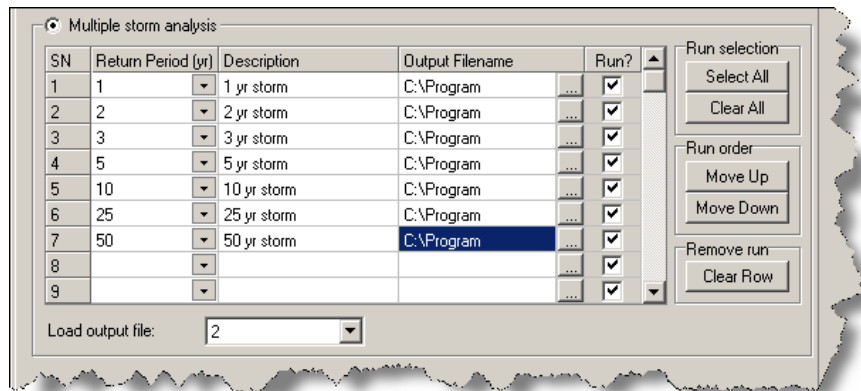 Multiple storm analysis
SN Return Period (yr) Description Output Filename Run?
1 1 1 yr storm C:\Program ...
2 2 2 yr storm C:\Program ...
3 3 3 yr storm C:\Program ...
4 5 5 yr storm C:\Program ...
5 10 10 yr storm C:\Program ...
6 25 25 yr storm C:\Program ...
7 50 50 yr storm C:\Program ...
8 ...
9 ...
Load output file: 2
Run selection
Select All
Clear All
Run order
Move Up
Move Down
Remove run
Clear Row